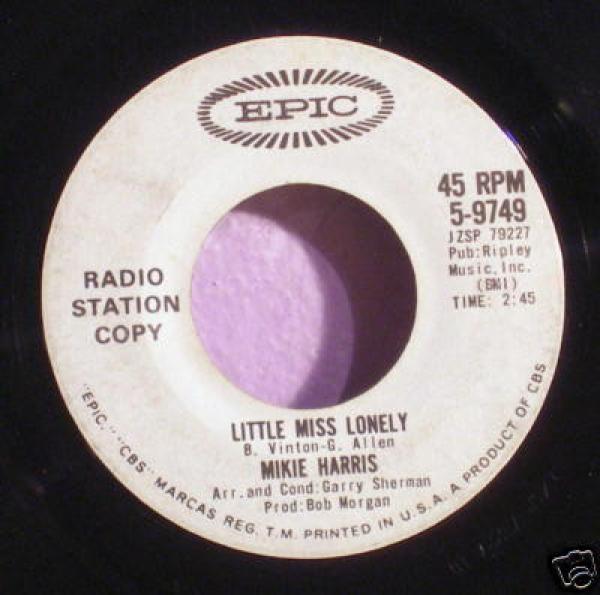 EPIC
45 RPM
5-9749
JZSP 79227
Pub: Ripley
Music, Inc.
(BMI)
TIME: 2:45
RADIO
STATION
COPY
LITTLE MISS LONELY
B. Vinton-G. Allen
MIKIE HARRIS
Arr. and Cond: Garry Sherman
Prod: Bob Morgan
"EPIC," "CBS" MARCAS REG. T.M. PRINTED IN U.S.A. A PRODUCT OF CBS